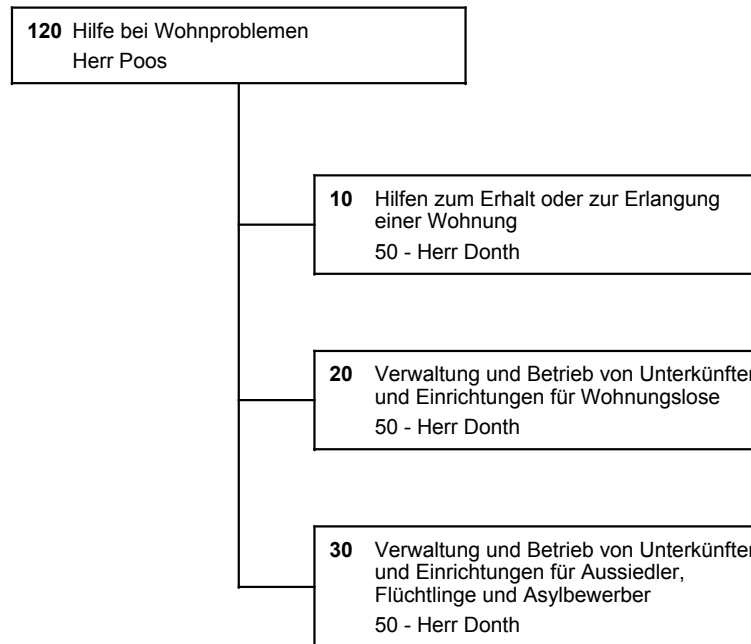 120 Hilfe bei Wohnproblemen
Herr Poos
10 Hilfen zum Erhalt oder zur Erlangung
einer Wohnung
50 - Herr Donth
20 Verwaltung und Betrieb von Unterkünften
und Einrichtungen für Wohnungslose
50 - Herr Donth
30 Verwaltung und Betrieb von Unterkünften
und Einrichtungen für Aussiedler,
Flüchtlinge und Asylbewerber
50 - Herr Donth